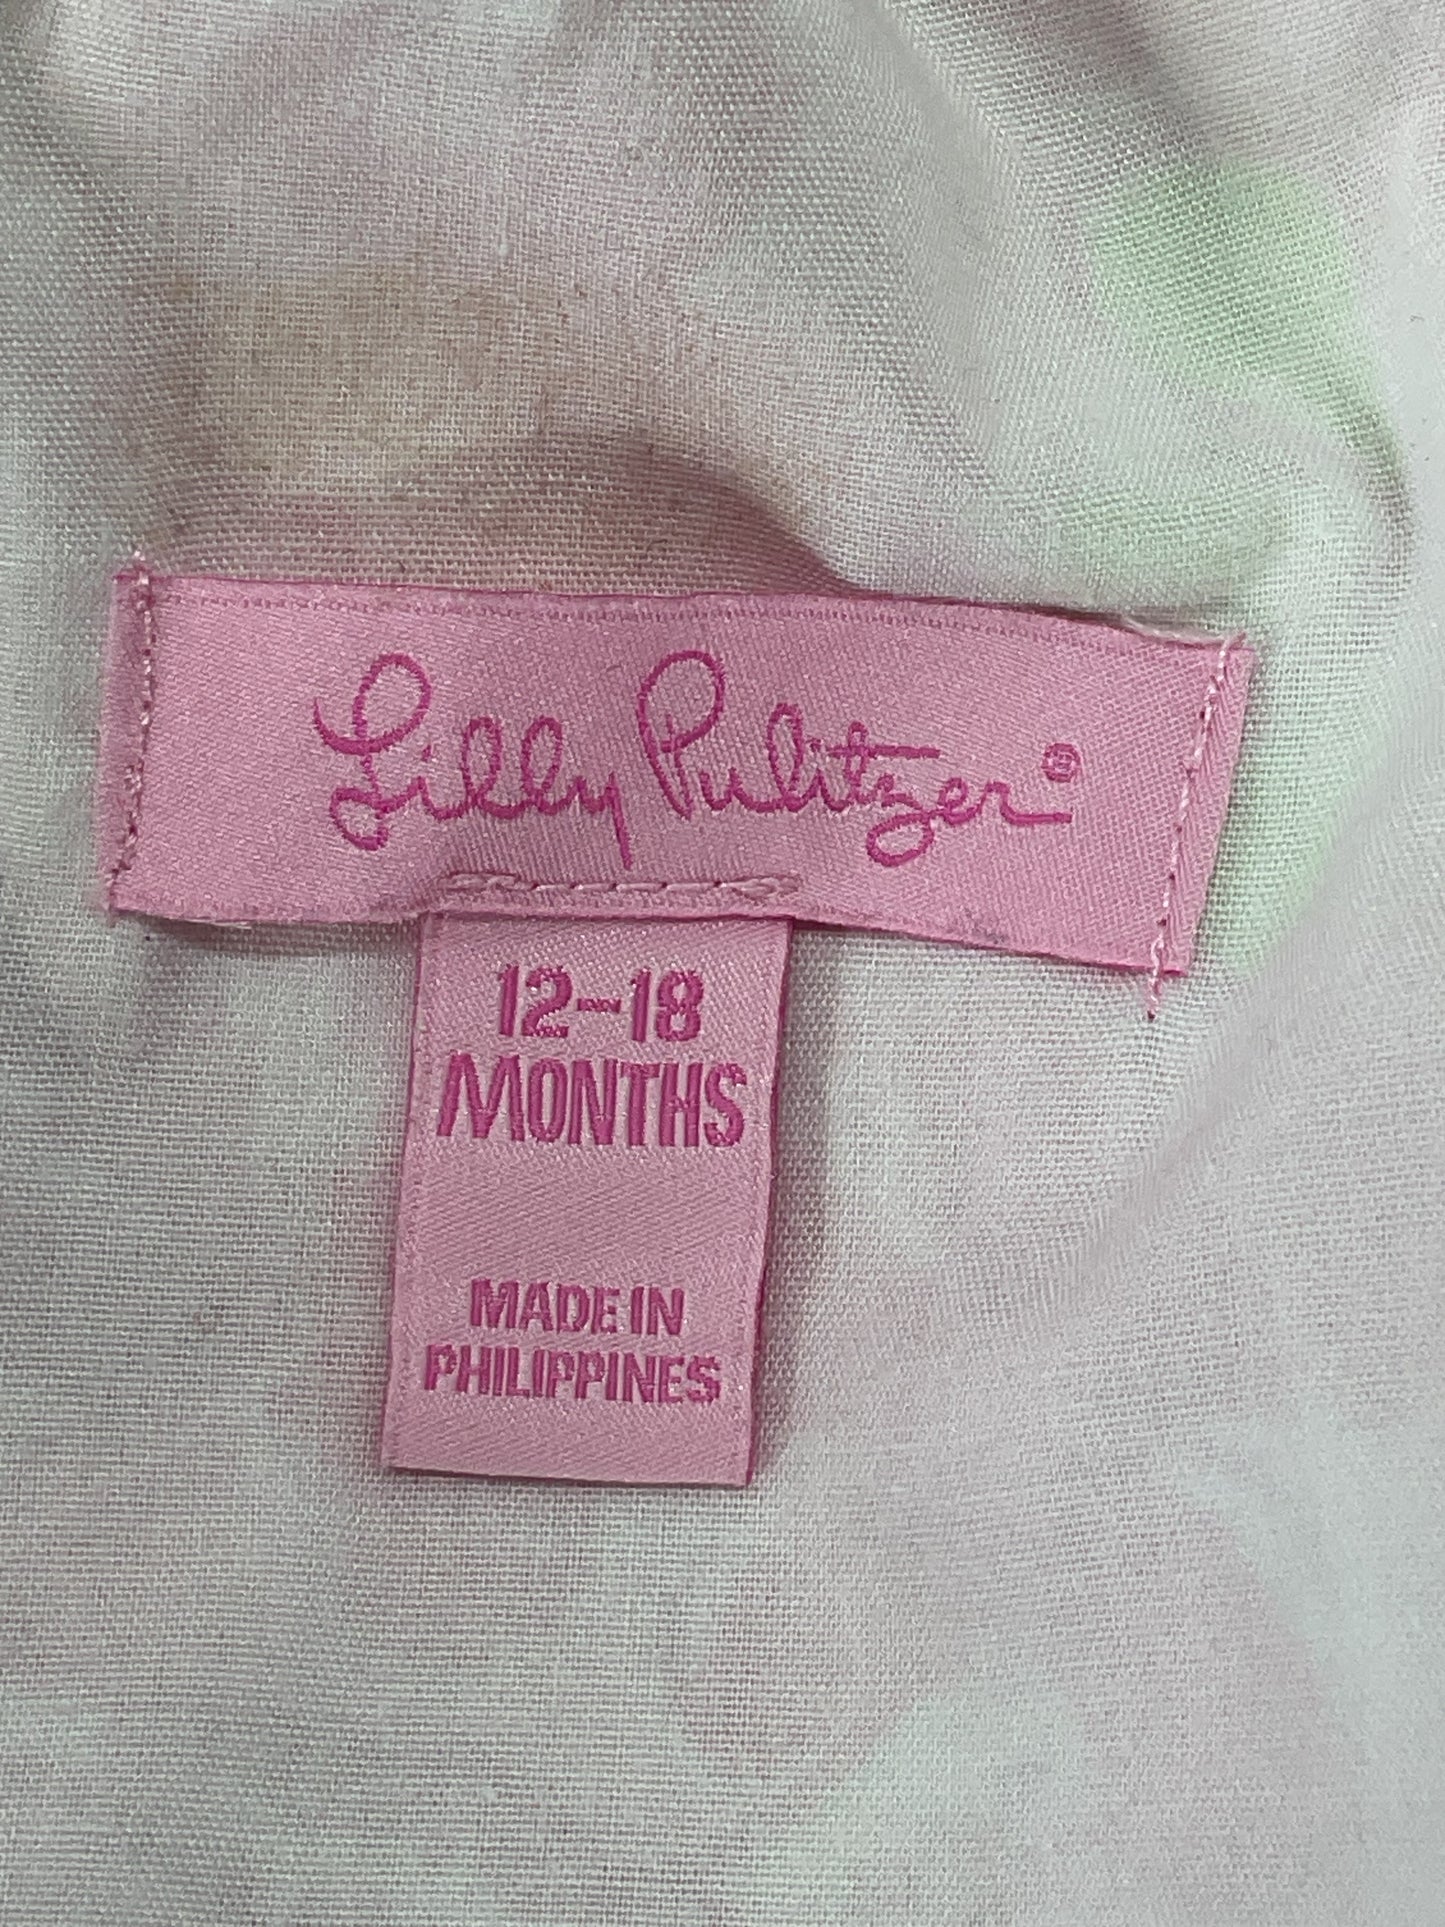 Lilly Pulitzer®
12-18
MONTHS
MADE IN
PHILIPPINES